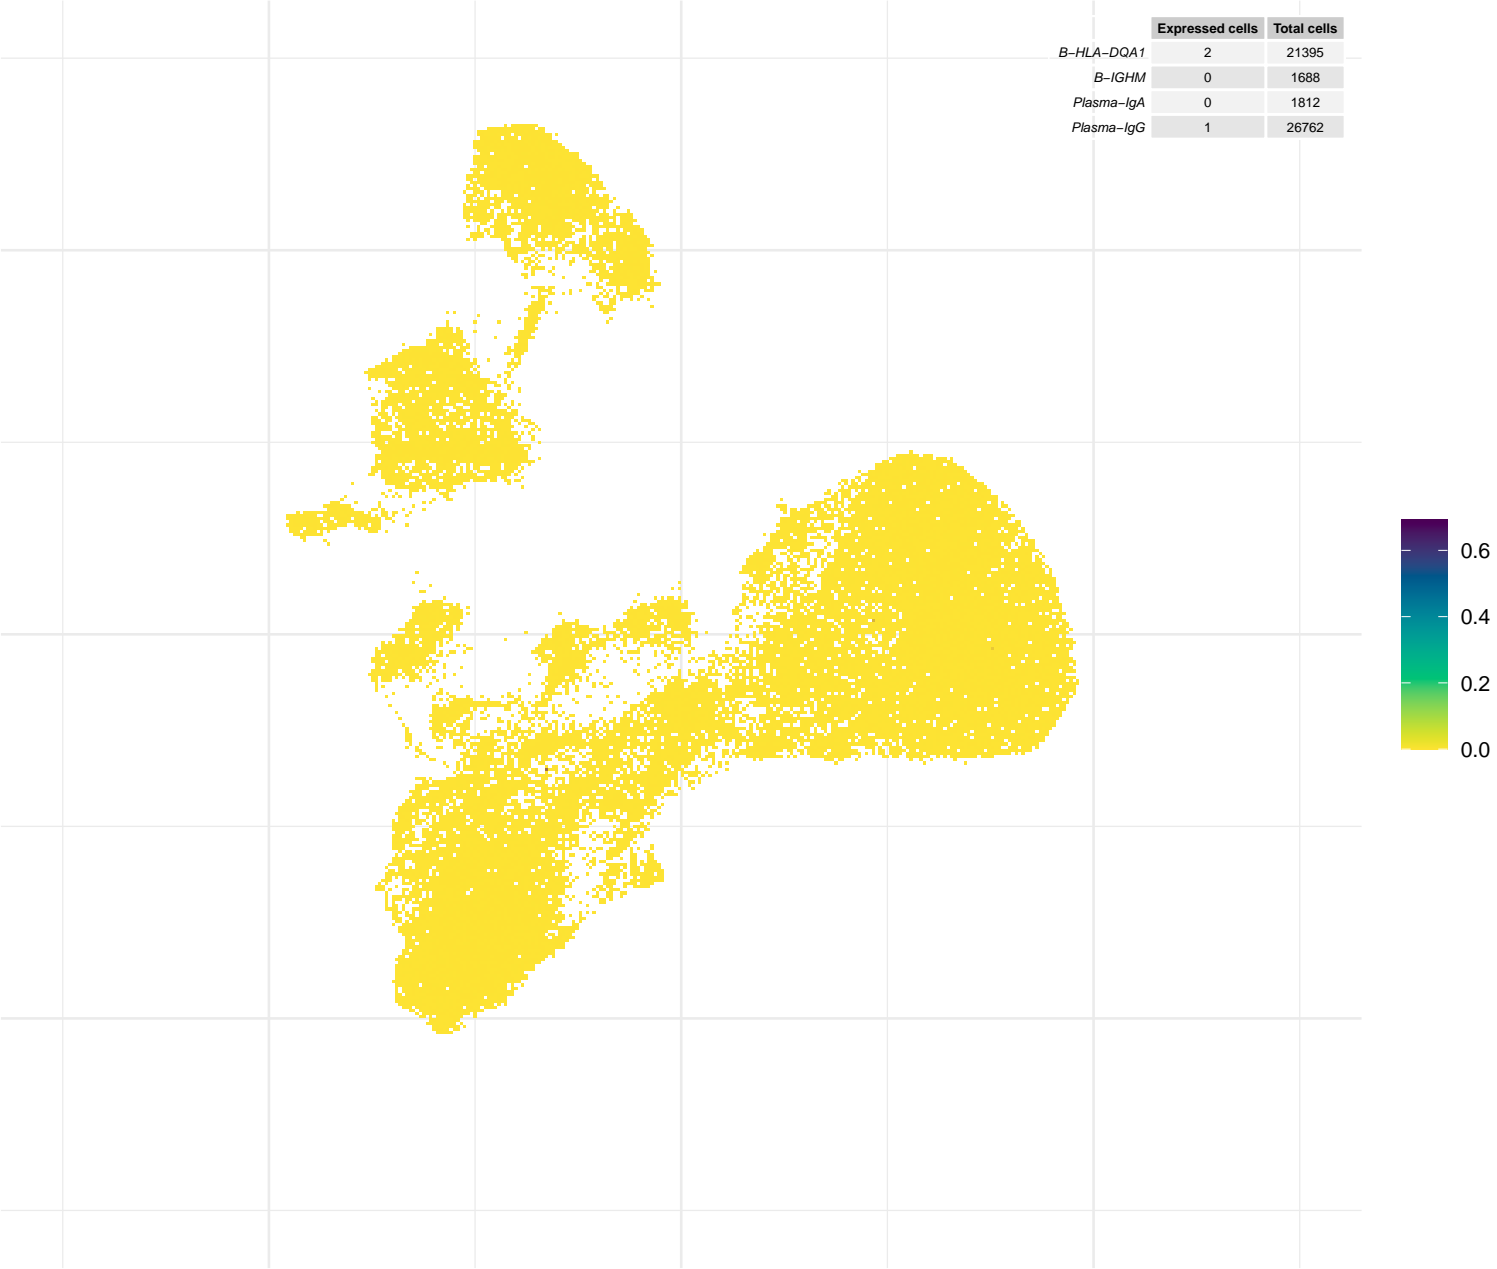 Expressed cells Total cells
B−HLA−DQA1 2 21395
B−IGHM 0 1688
Plasma−IgA 0 1812
Plasma−IgG 1 26762
0.6
0.4
0.2
0.0